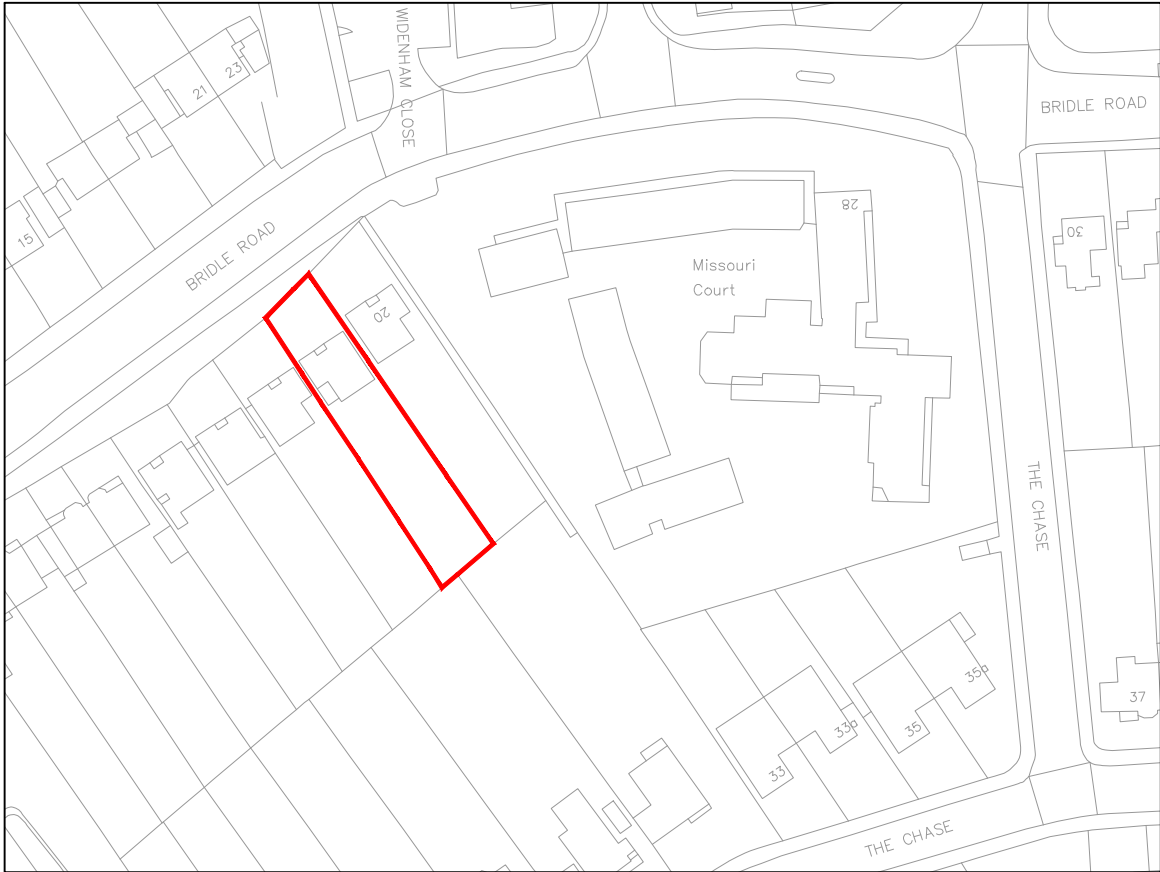 WIDENHAM CLOSE
23
21
BRIDLE ROAD
15
BRIDLE ROAD
28
30
Missouri
Court
20
THE CHASE
35a
37
33a
35
33
THE CHASE